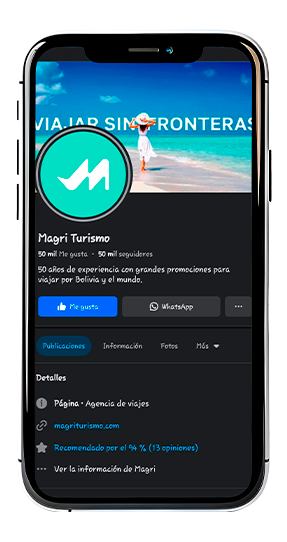 VIAJAR SIN FRONTERAS
Magri Turismo
50 mil Me gusta • 50 mil seguidores
50 años de experiencia con grandes promociones para
viajar por Bolivia y el mundo.
Me gusta
WhatsApp
Publicaciones Información Fotos Más
Detalles
Página • Agencia de viajes
magriturismo.com
Recomendado por el 94 % (13 opiniones)
Ver la información de Magri